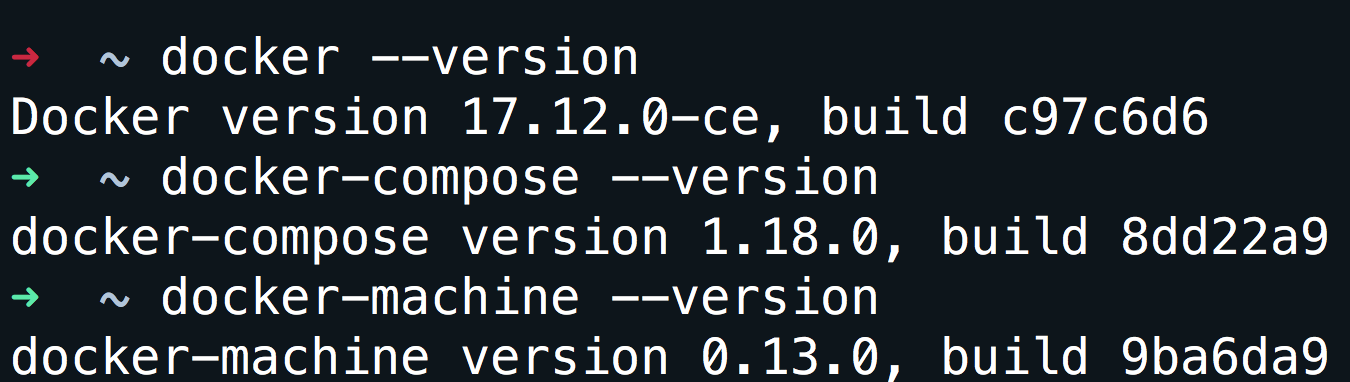 ➜  ~ docker --version
Docker version 17.12.0-ce, build c97c6d6
➜  ~ docker-compose --version
docker-compose version 1.18.0, build 8dd22a9
➜  ~ docker-machine --version
docker-machine version 0.13.0, build 9ba6da9